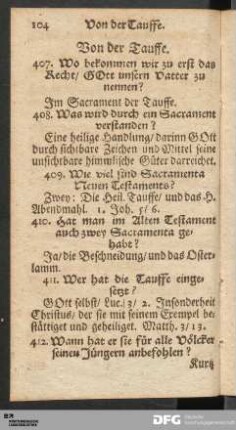 104 Von der Tauffe.
Von der Tauffe.
407. Wo bekommen wir zu erst das
Recht/ GOtt unsern Vatter zu
nennen?
Im Sacrament der Tauffe.
408. Was wird durch ein Sacrament
verstanden?
Eine heilige Handlung/ darinn GOtt
durch sichtbare Zeichen und Mittel seine
unsichtbare himmlische Güter darreichet.
409. Wie viel sind Sacramenta
Neuen Testaments?
Zwey: Die Heil. Tauffe/ und das H.
Abendmahl. 1. Joh. 5/ 6.
410. Hat man im Alten Testament
auch zwey Sacramenta ge-
habt?
Ja/ die Beschneidung/ und das Oster-
lamm.
411. Wer hat die Tauffe einge-
setzt?
GOtt selbst/ Luc. 3/ 2. Insonderheit
Christus/ der sie mit seinem Exempel be-
stättiget und geheiliget. Matth. 3/ 13.
412. Wann hat er sie für alle Völcker
seinen Jüngern anbefohlen?
Kurtz
DFG